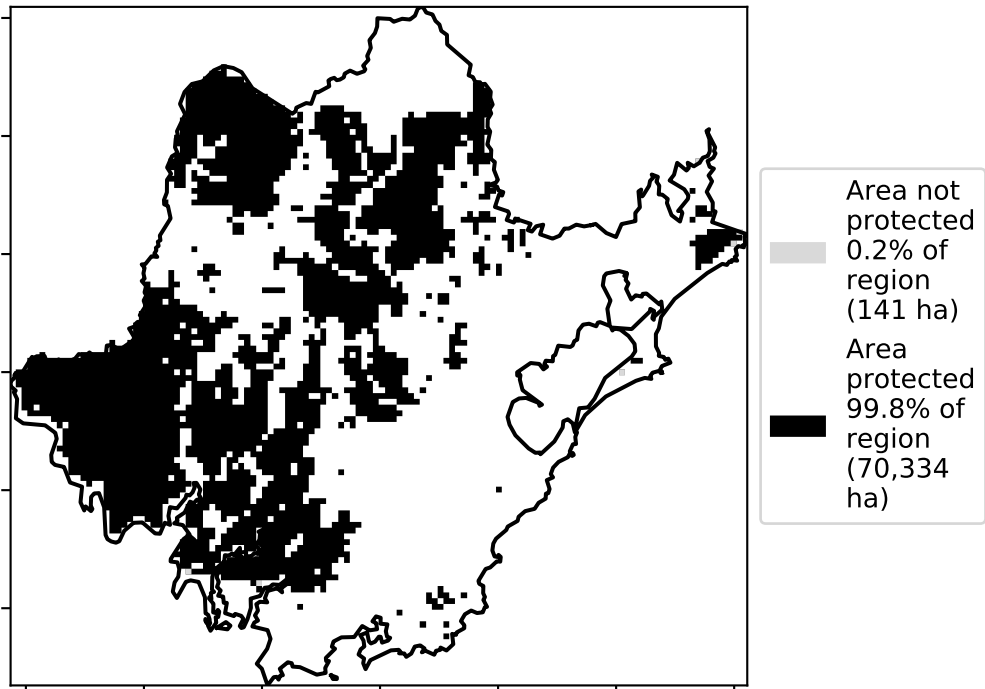 Area not
protected
0.2% of
region
(141 ha)
Area
protected
99.8% of
region
(70,334
ha)